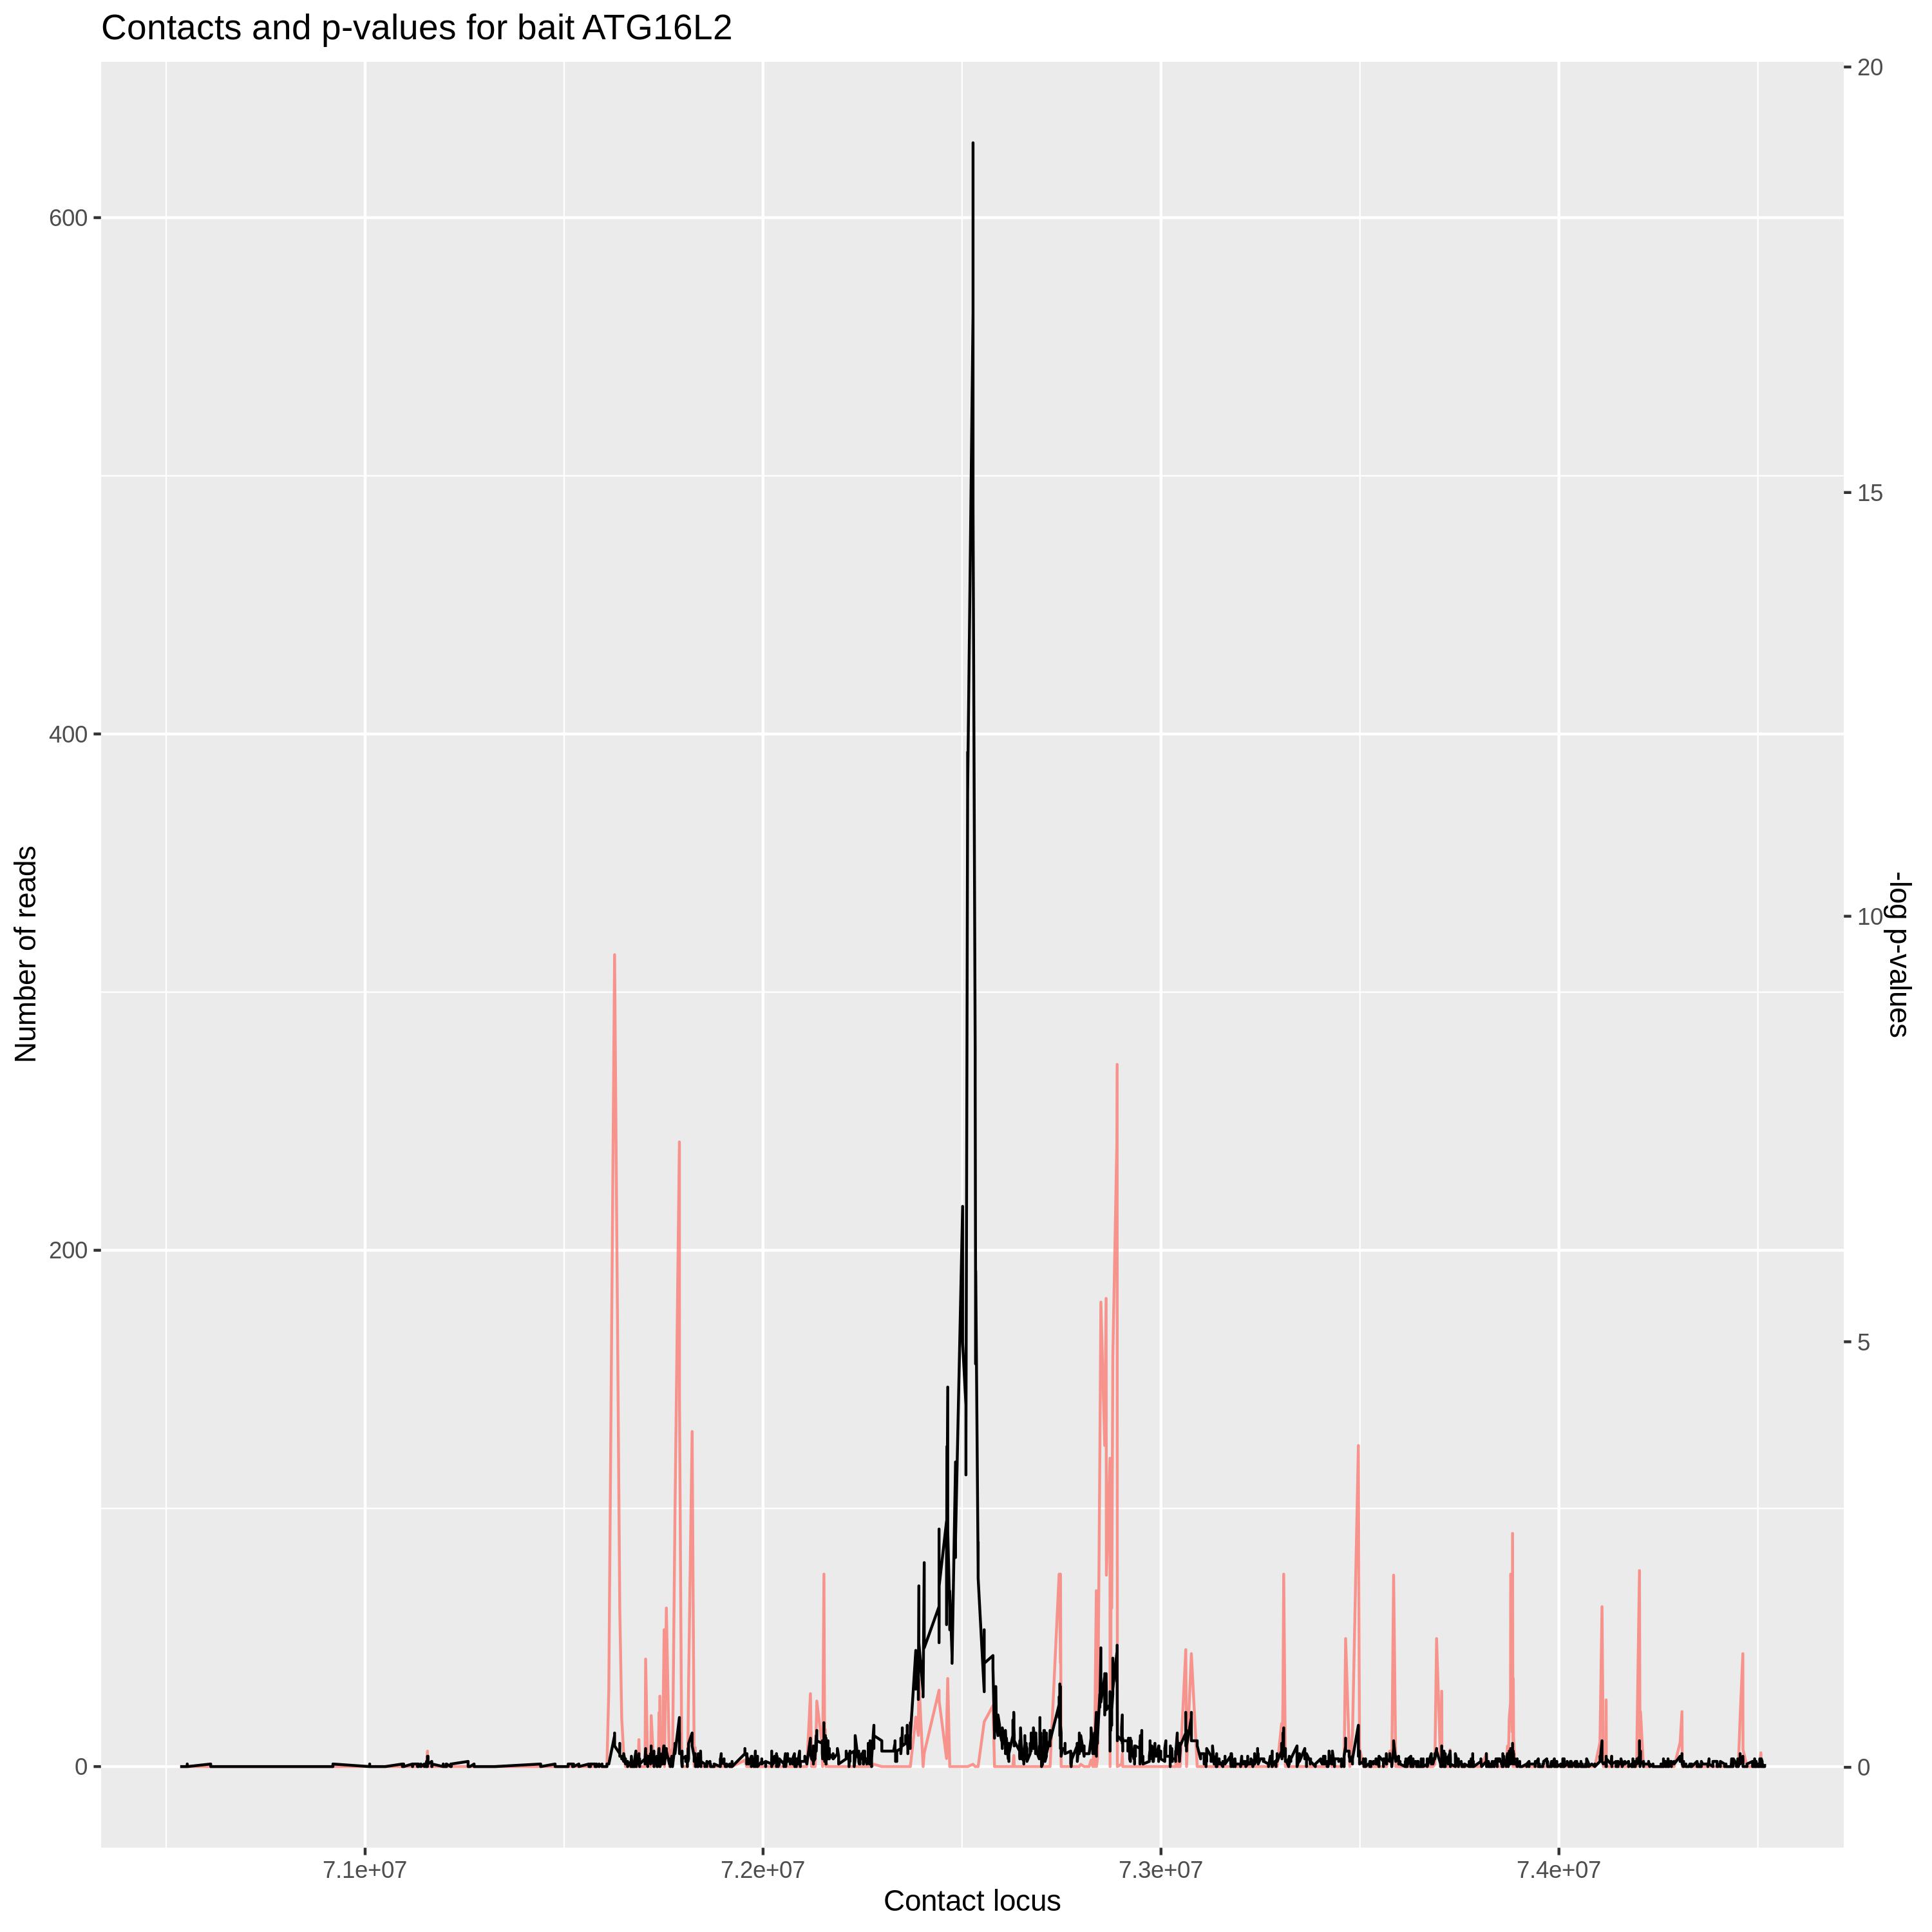 Contacts and p-values for bait ATG16L2
20
600
15
400
Number of reads
-log p-values
10
200
5
0
0
7.1e+07
7.2e+07
7.3e+07
7.4e+07
Contact locus